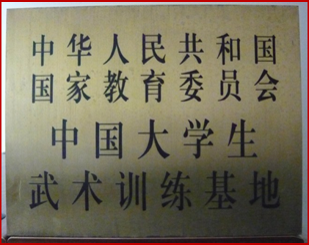 中华人民共和国
国家教育委员会
中国大学生
武术训练基地